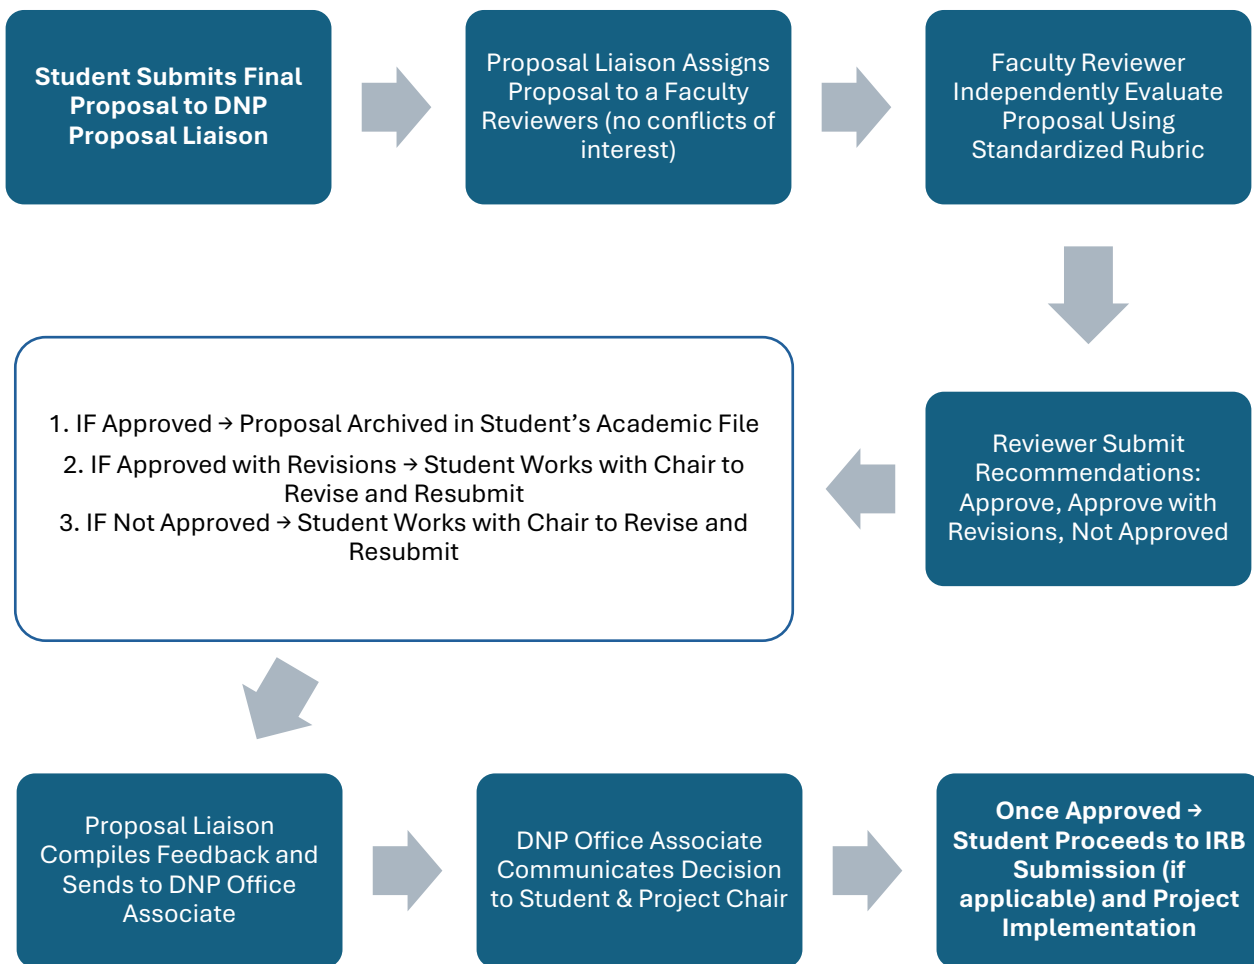 Student Submits Final
Proposal to DNP
Proposal Liaison
Proposal Liaison Assigns
Proposal to a Faculty
Reviewers (no conflicts of
interest)
Faculty Reviewer
Independently Evaluate
Proposal Using
Standardized Rubric
Reviewer Submit
Recommendations:
Approve, Approve with
Revisions, Not Approved
1. IF Approved → Proposal Archived in Student’s Academic File
2. IF Approved with Revisions → Student Works with Chair to
Revise and Resubmit
3. IF Not Approved → Student Works with Chair to Revise and
Resubmit
Proposal Liaison
Compiles Feedback and
Sends to DNP Office
Associate
DNP Office Associate
Communicates Decision
to Student & Project Chair
Once Approved →
Student Proceeds to IRB
Submission (if
applicable) and Project
Implementation